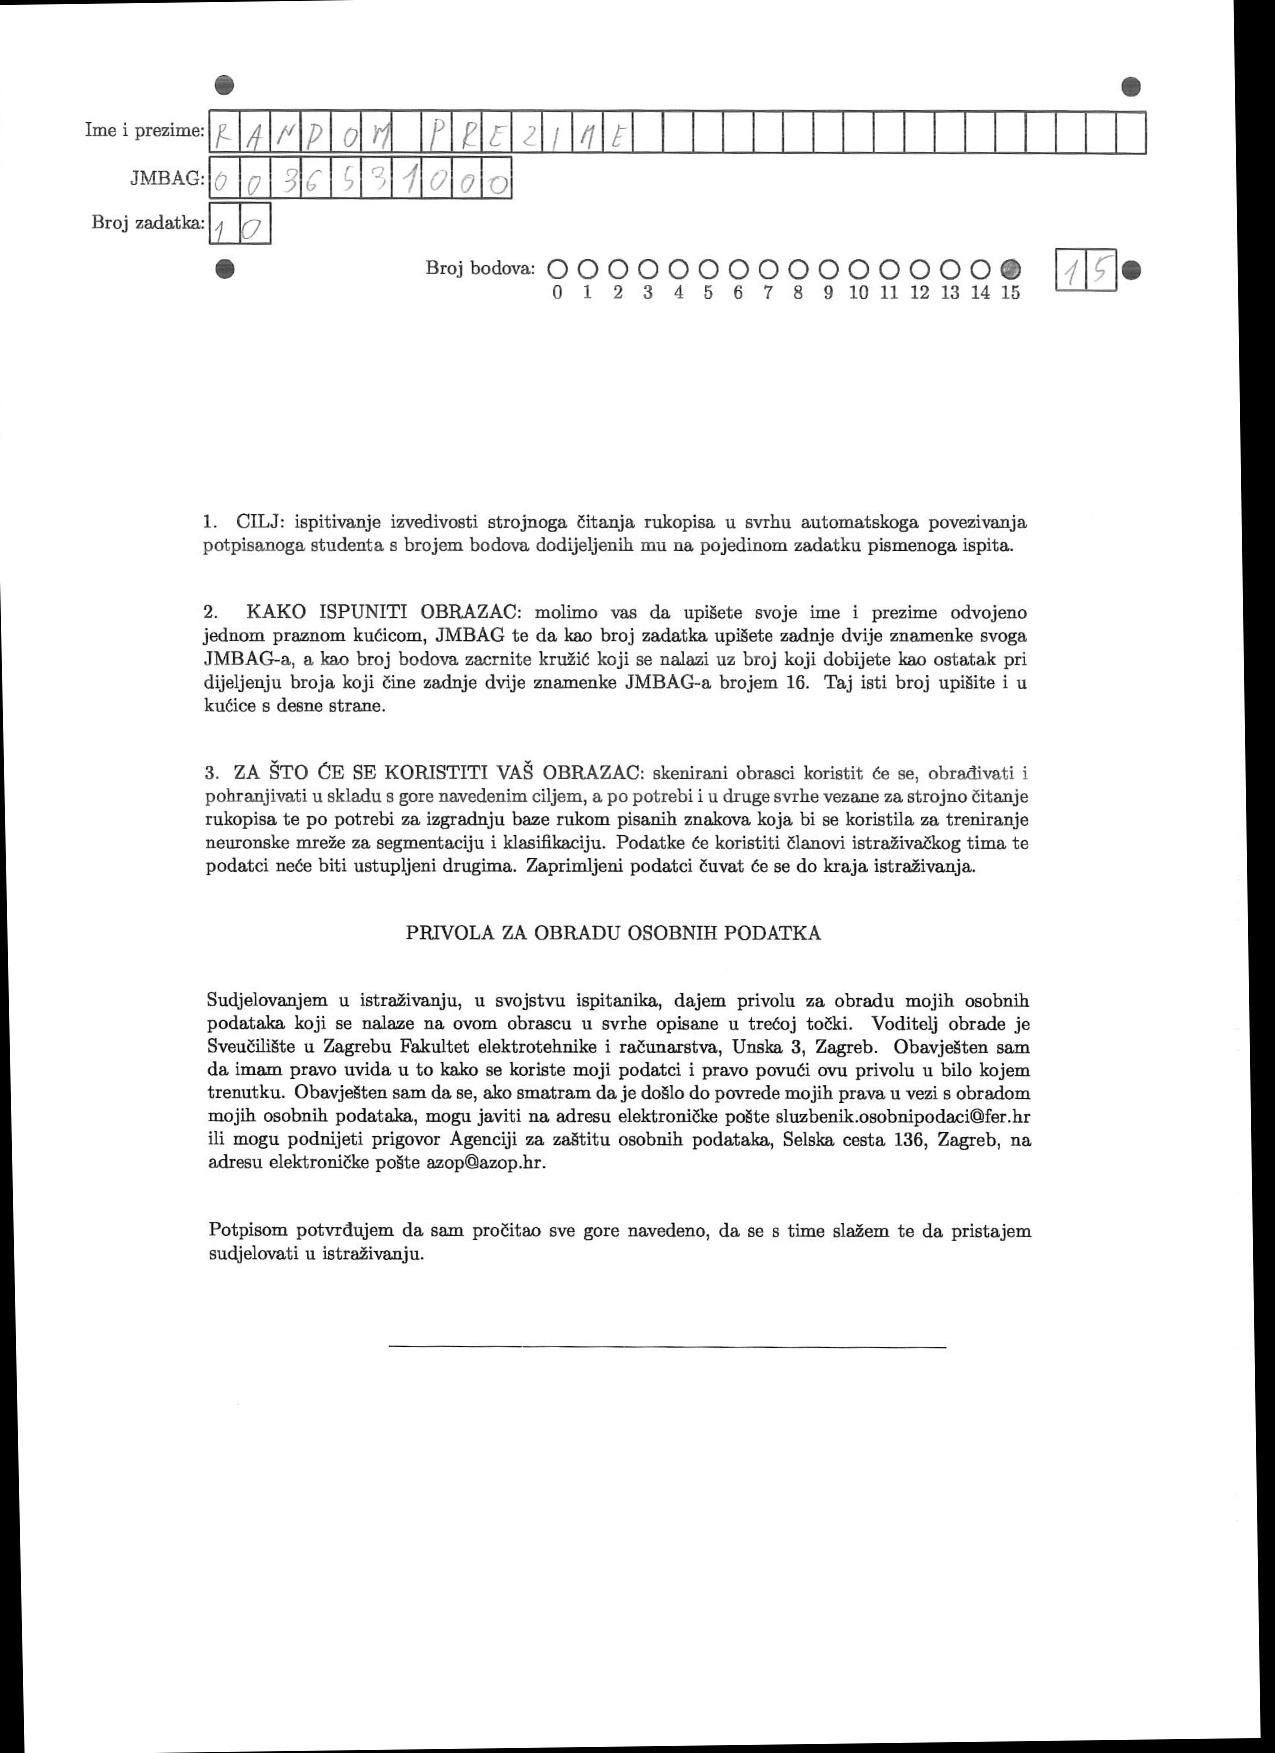 Ime i prezime: RANDOM PREZIME
JMBAG: 0036531000
Broj zadatka: 10
Broj bodova: 15
0 1 2 3 4 5 6 7 8 9 10 11 12 13 14 15
1. CILJ: ispitivanje izvedivosti strojnoga čitanja rukopisa u svrhu automatskoga povezivanja
potpisanoga studenta s brojem bodova dodijeljenih mu na pojedinom zadatku pismenoga ispita.
2. KAKO ISPUNITI OBRAZAC: molimo vas da upišete svoje ime i prezime odvojeno
jednom praznom kućicom, JMBAG te da kao broj zadatka upišete zadnje dvije znamenke svoga
JMBAG-a, a kao broj bodova zacrnite kružić koji se nalazi uz broj koji dobijete kao ostatak pri
dijeljenju broja koji čine zadnje dvije znamenke JMBAG-a brojem 16. Taj isti broj upišite i u
kućice s desne strane.
3. ZA ŠTO ĆE SE KORISTITI VAŠ OBRAZAC: skenirani obrasci koristit će se, obrađivati i
pohranjivati u skladu s gore navedenim ciljem, a po potrebi i u druge svrhe vezane za strojno čitanje
rukopisa te po potrebi za izgradnju baze rukom pisanih znakova koja bi se koristila za treniranje
neuronske mreže za segmentaciju i klasifikaciju. Podatke će koristiti članovi istraživačkog tima te
podatci neće biti ustupljeni drugima. Zaprimljeni podatci čuvat će se do kraja istraživanja.
PRIVOLA ZA OBRADU OSOBNIH PODATKA
Sudjelovanjem u istraživanju, u svojstvu ispitanika, dajem privolu za obradu mojih osobnih
podataka koji se nalaze na ovom obrascu u svrhe opisane u trećoj točki. Voditelj obrade je
Sveučilište u Zagrebu Fakultet elektrotehnike i računarstva, Unska 3, Zagreb. Obavješten sam
da imam pravo uvida u to kako se koriste moji podatci i pravo povući ovu privolu u bilo kojem
trenutku. Obavješten sam da se, ako smatram da je došlo do povrede mojih prava u vezi s obradom
mojih osobnih podataka, mogu javiti na adresu elektroničke pošte sluzbenik.osobnipodaci@fer.hr
ili mogu podnijeti prigovor Agenciji za zaštitu osobnih podataka, Selska cesta 136, Zagreb, na
adresu elektroničke pošte azop@azop.hr.
Potpisom potvrđujem da sam pročitao sve gore navedeno, da se s time slažem te da pristajem
sudjelovati u istraživanju.